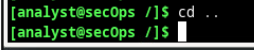 [analyst@secOps /]$ cd ..
[analyst@secOps /]$